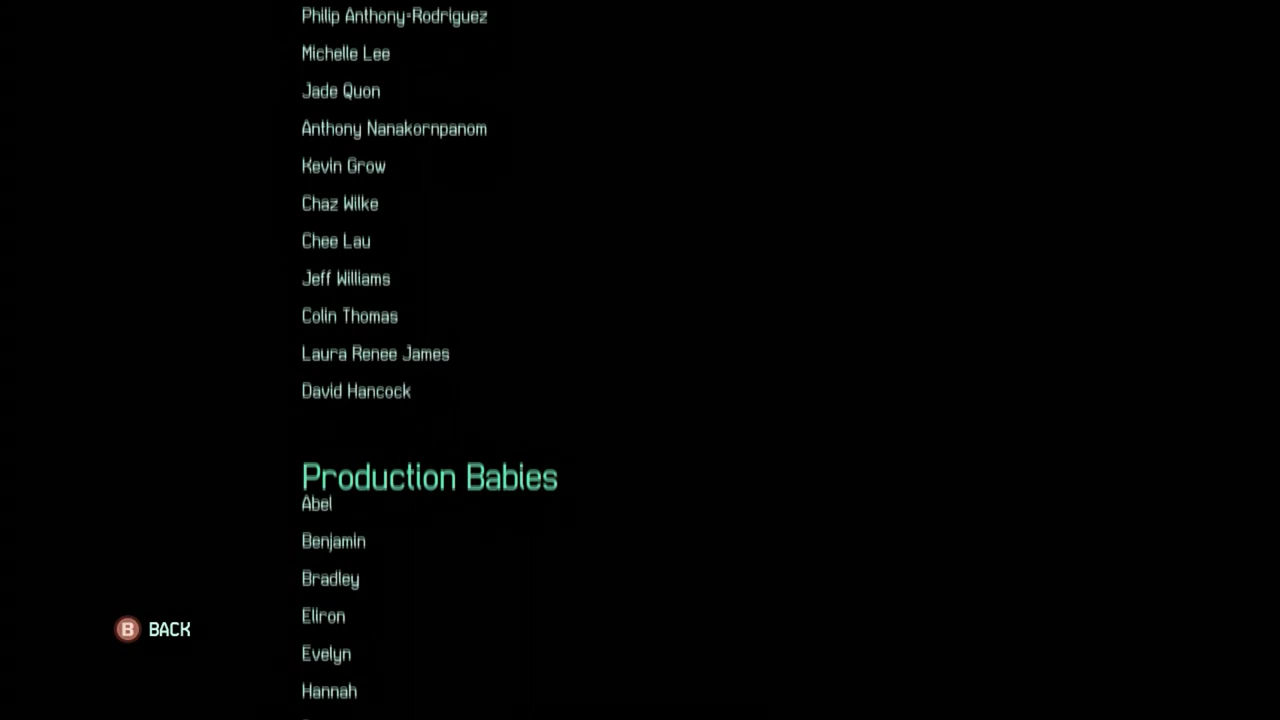 Philip Anthony-Rodriguez
Michelle Lee
Jade Quon
Anthony Nanakornpanom
Kevin Grow
Chaz Wilke
Chee Lau
Jeff Williams
Colin Thomas
Laura Renee James
David Hancock
Production Babies
Abel
Benjamin
Bradley
Eliron
Evelyn
Hannah
B BACK